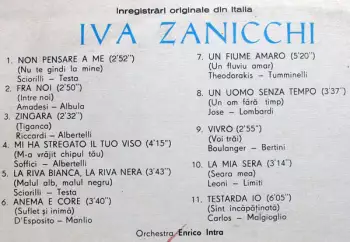 Inregistrări originale din Italia
IVA ZANICCHI
1. NON PENSARE A ME (2'52")
(Nu te gîndi la mine)
Sciorilli – Testa
2. FRA NOI (2'50")
(Intre noi)
Amadesi – Albula
3. ZINGARA (2'32")
(Tiganca)
Riccardi – Albertelli
4. MI HA STREGATO IL TUO VISO (4'15")
(M-a vrăjit chipul tău)
Soffici – Albertelli
5. LA RIVA BIANCA, LA RIVA NERA (3'43")
(Malul alb, malul negru)
Sciorilli – Testa
6. ANEMA E CORE (3'40")
(Suflet şi inimă)
D'Esposito – Manlio
7. UN FIUME AMARO (5'20")
(Un fluviu amar)
Theodorakis – Tumminelli
8. UN UOMO SENZA TEMPO (3'37")
(Un om fără timp)
Jose – Lombardi
9. VIVRÒ (2'55")
(Voi trăi)
Boulanger – Bertini
10. LA MIA SERA (3'14")
(Seara mea)
Leoni – Limiti
11. TESTARDA IO (6'05")
(Sînt încăpăţinată)
Carlos – Malgioglio
Orchestra Enrico Intra